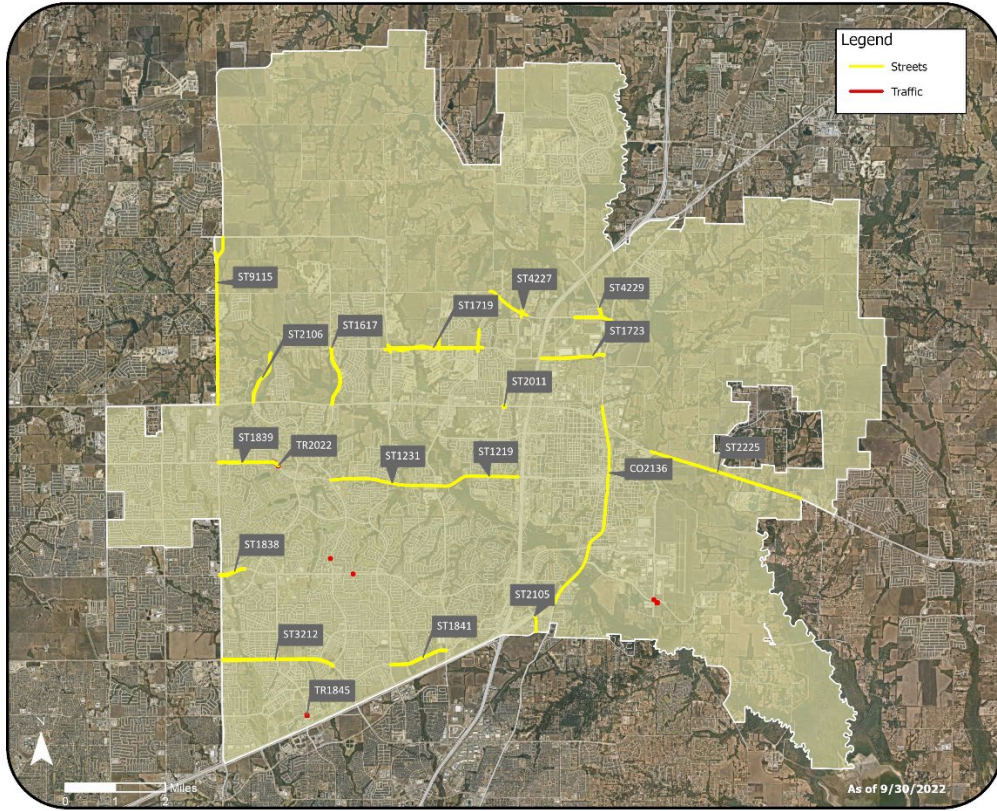 Legend
Streets
Traffic
ST9115
ST4227
ST4229
ST1719
ST1617
ST2106
ST1723
ST2011
ST1839
TR2022
ST1231
ST1219
CO2136
ST2225
ST1838
ST2105
ST3212
ST1841
TR1845
N
Miles
0 1 2
As of 9/30/2022